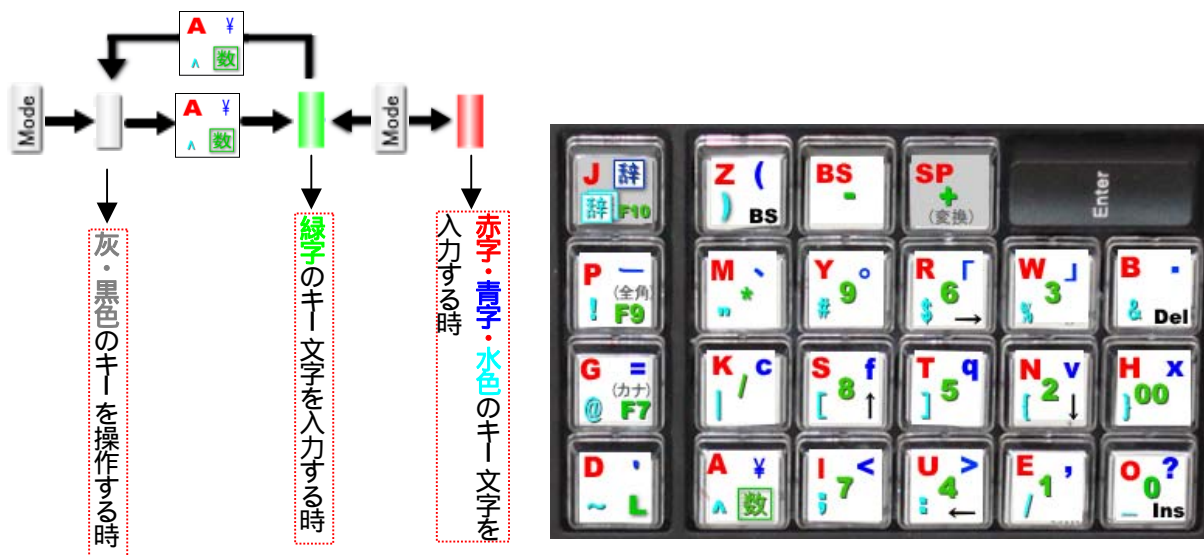 A ¥
^ 数
Mode
A ¥
^ 数
Mode
灰・黒色のキーを操作する時
緑字のキー文字を入力する時
赤字・青字・水色のキー文字を
入力する時
J 辞
辞 F10
Z (
) BS
BS
-
SP
+
(変換)
Enter
P ー
(全角)
! F9
M 、
" *
Y 。
# 9
R 「
$ 6 →
W 」
% 3
B ・
& Del
G =
(カナ)
@ F7
K c
| /
S f
[ 8 ↑
T q
] 5
N v
{ 2 ↓
H x
} 00
D '
~ L
A ¥
^ 数
I <
; 7
U >
: 4 ←
E ,
/ 1
O ?
_ 0 Ins